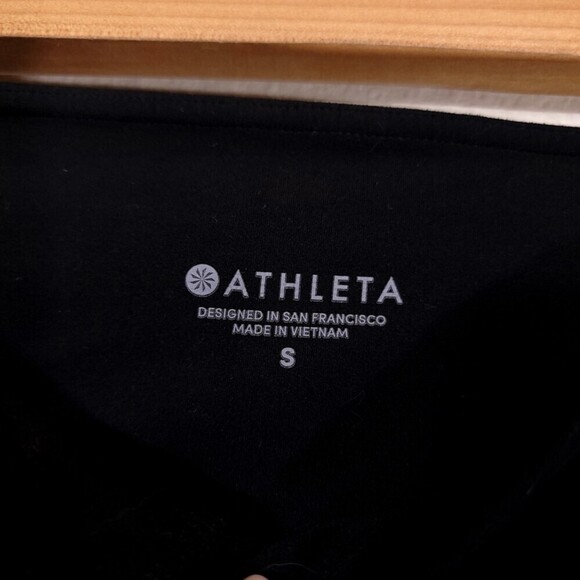 ATHLETA
DESIGNED IN SAN FRANCISCO
MADE IN VIETNAM
S